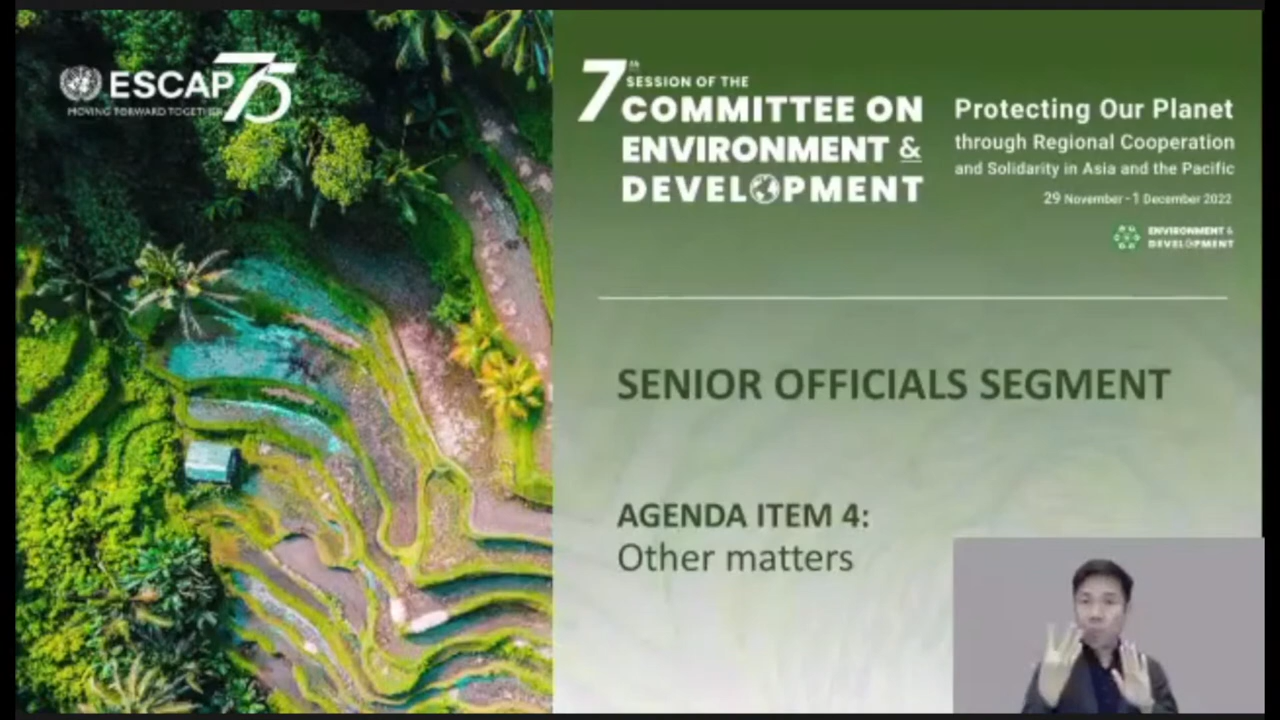 ESCAP 75
MOVING FORWARD TOGETHER
7TH SESSION OF THE
COMMITTEE ON
ENVIRONMENT &
DEVELOPMENT
Protecting Our Planet
through Regional Cooperation
and Solidarity in Asia and the Pacific
29 November - 1 December 2022
ENVIRONMENT &
DEVELOPMENT
SENIOR OFFICIALS SEGMENT
AGENDA ITEM 4:
Other matters